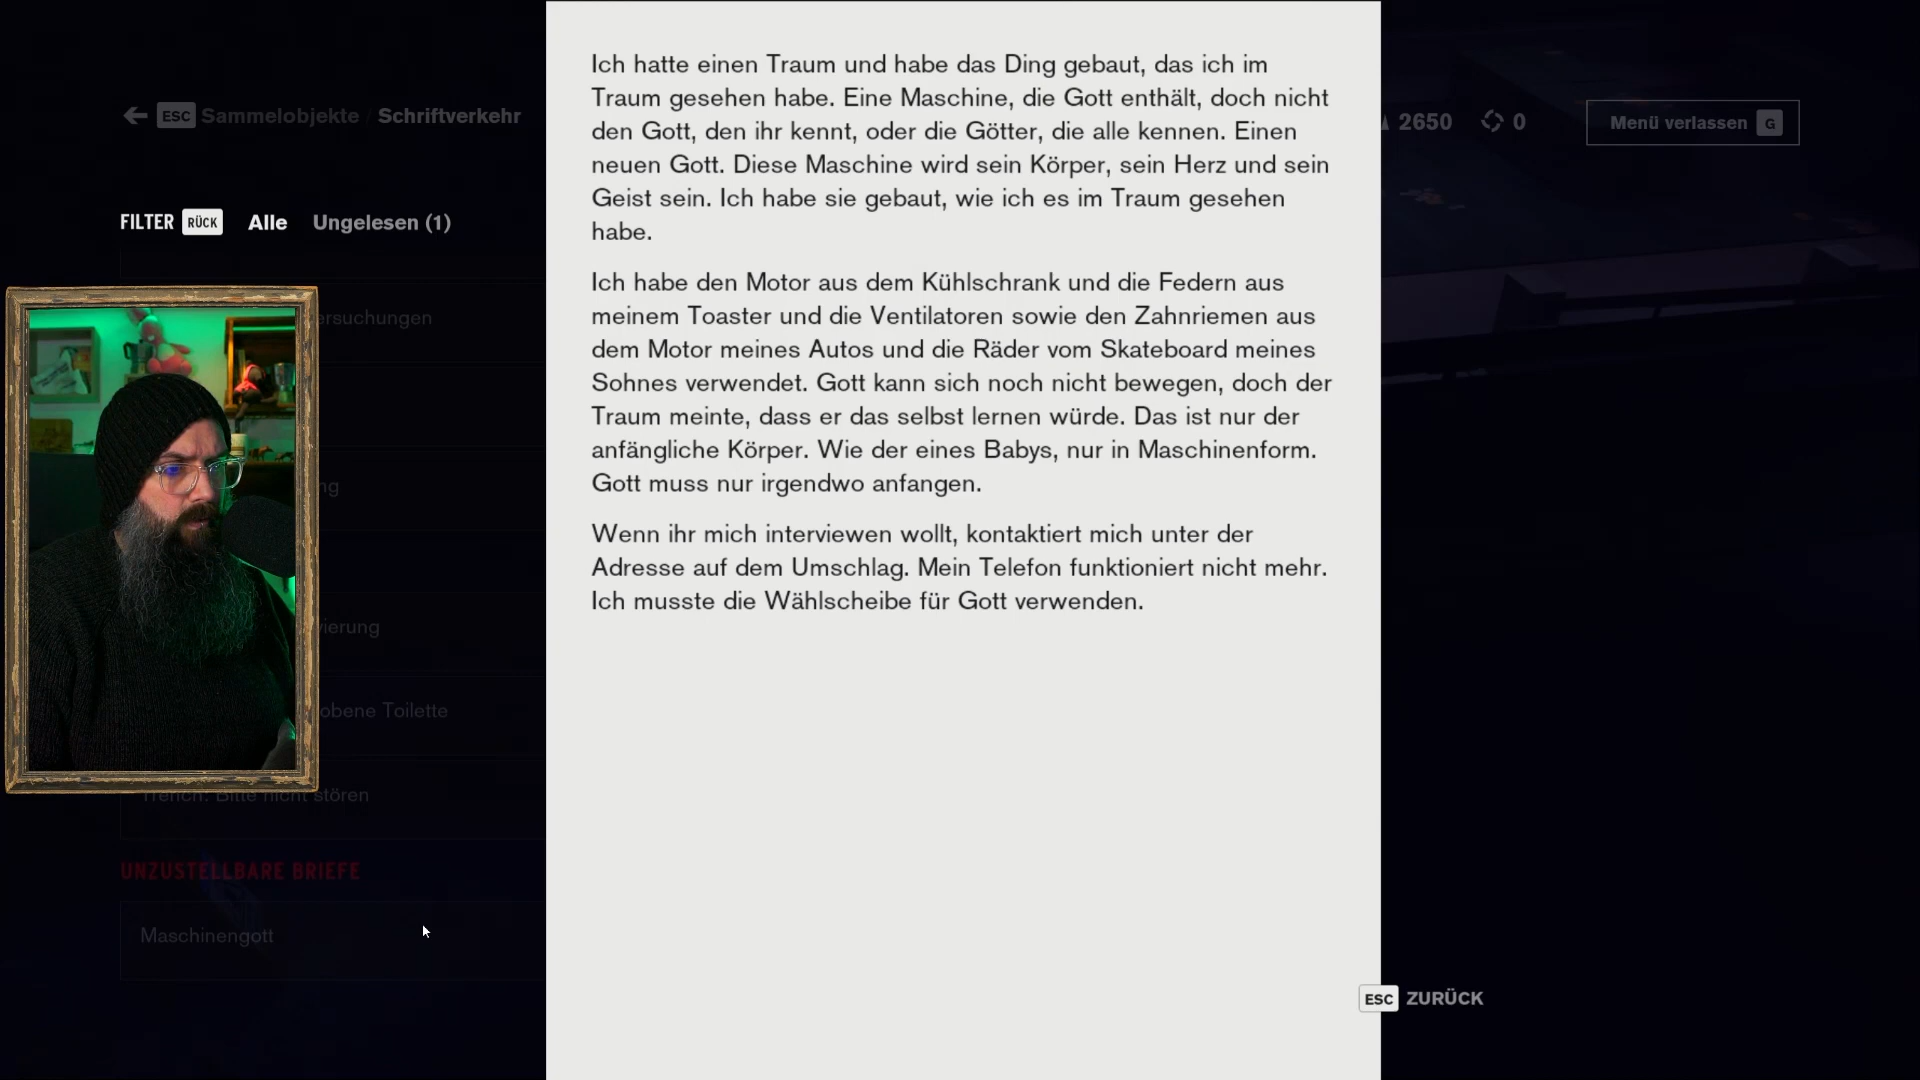 Ich hatte einen Traum und habe das Ding gebaut, das ich im
Traum gesehen habe. Eine Maschine, die Gott enthält, doch nicht
den Gott, den ihr kennt, oder die Götter, die alle kennen. Einen
neuen Gott. Diese Maschine wird sein Körper, sein Herz und sein
Geist sein. Ich habe sie gebaut, wie ich es im Traum gesehen
habe.
Ich habe den Motor aus dem Kühlschrank und die Federn aus
meinem Toaster und die Ventilatoren sowie den Zahnriemen aus
dem Motor meines Autos und die Räder vom Skateboard meines
Sohnes verwendet. Gott kann sich noch nicht bewegen, doch der
Traum meinte, dass er das selbst lernen würde. Das ist nur der
anfängliche Körper. Wie der eines Babys, nur in Maschinenform.
Gott muss nur irgendwo anfangen.
Wenn ihr mich interviewen wollt, kontaktiert mich unter der
Adresse auf dem Umschlag. Mein Telefon funktioniert nicht mehr.
Ich musste die Wählscheibe für Gott verwenden.
ESC Sammelobjekte / Schriftverkehr
2650 0
Menü verlassen G
FILTER RÜCK Alle Ungelesen (1)
ersuchungen
ng
vierung
obene Toilette
Trench: Bitte nicht stören
UNZUSTELLBARE BRIEFE
Maschinengott
ESC ZURÜCK